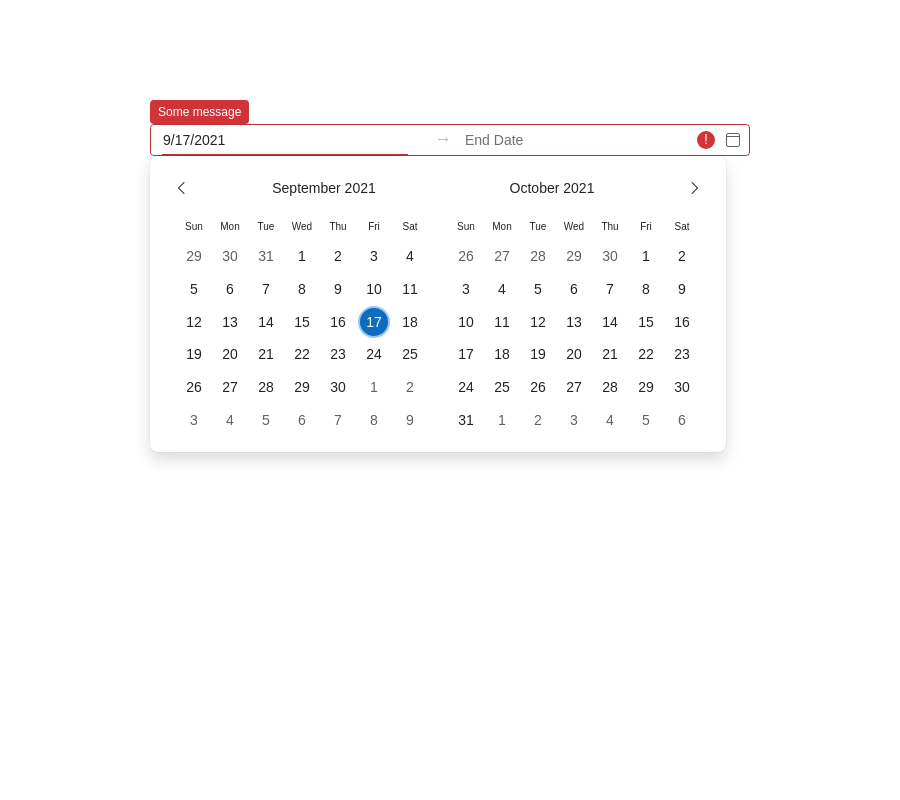 Some message
9/17/2021 → End Date !
September 2021 October 2021
Sun Mon Tue Wed Thu Fri Sat Sun Mon Tue Wed Thu Fri Sat
29 30 31 1 2 3 4 26 27 28 29 30 1 2
5 6 7 8 9 10 11 3 4 5 6 7 8 9
12 13 14 15 16 17 18 10 11 12 13 14 15 16
19 20 21 22 23 24 25 17 18 19 20 21 22 23
26 27 28 29 30 1 2 24 25 26 27 28 29 30
3 4 5 6 7 8 9 31 1 2 3 4 5 6